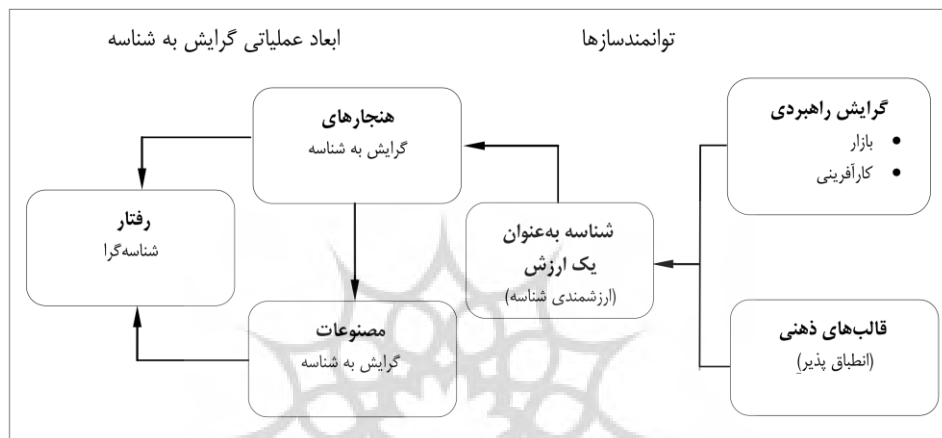 توانمندسازها
ابعاد عملیاتی گرایش به شناسه
گرایش راهبردی
• بازار
• کارآفرینی
قالب‌های ذهنی
(انطباق پذیر)
شناسه به‌عنوان
یک ارزش
(ارزشمندی شناسه)
هنجارهای
گرایش به شناسه
مصنوعات
گرایش به شناسه
رفتار
شناسه‌گرا